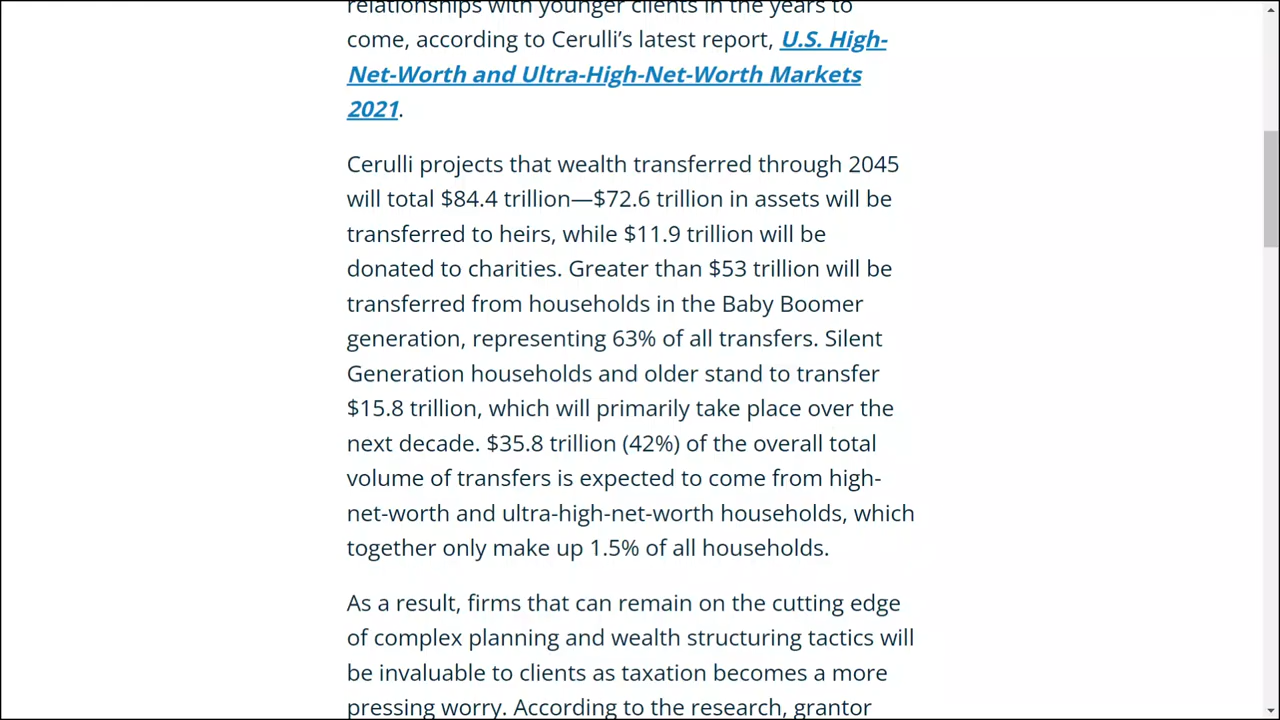 relationships with younger clients in the years to
come, according to Cerulli’s latest report, U.S. High-
Net-Worth and Ultra-High-Net-Worth Markets
2021.
Cerulli projects that wealth transferred through 2045
will total $84.4 trillion—$72.6 trillion in assets will be
transferred to heirs, while $11.9 trillion will be
donated to charities. Greater than $53 trillion will be
transferred from households in the Baby Boomer
generation, representing 63% of all transfers. Silent
Generation households and older stand to transfer
$15.8 trillion, which will primarily take place over the
next decade. $35.8 trillion (42%) of the overall total
volume of transfers is expected to come from high-
net-worth and ultra-high-net-worth households, which
together only make up 1.5% of all households.
As a result, firms that can remain on the cutting edge
of complex planning and wealth structuring tactics will
be invaluable to clients as taxation becomes a more
pressing worry. According to the research, grantor